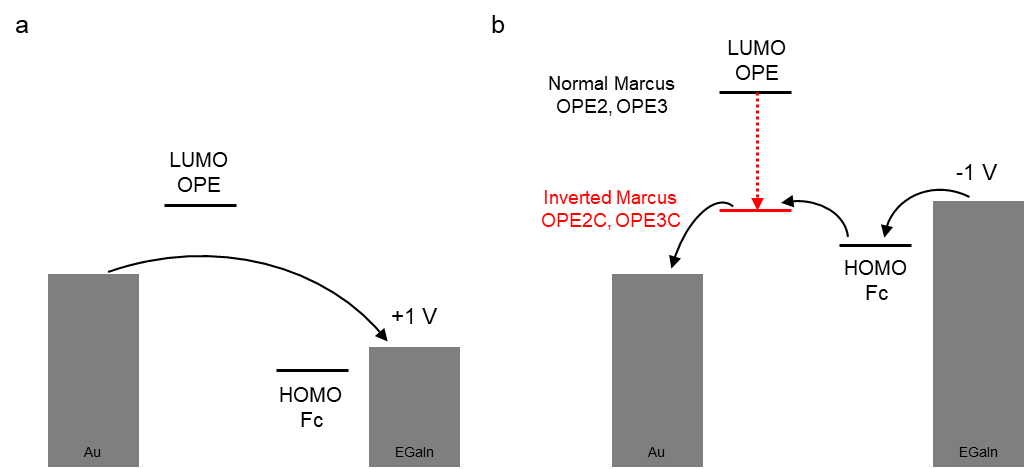 a
LUMO
OPE
+1 V
HOMO
Fc
Au
EGaIn
b
LUMO
OPE
Normal Marcus
OPE2, OPE3
-1 V
Inverted Marcus
OPE2C, OPE3C
HOMO
Fc
Au
EGaIn